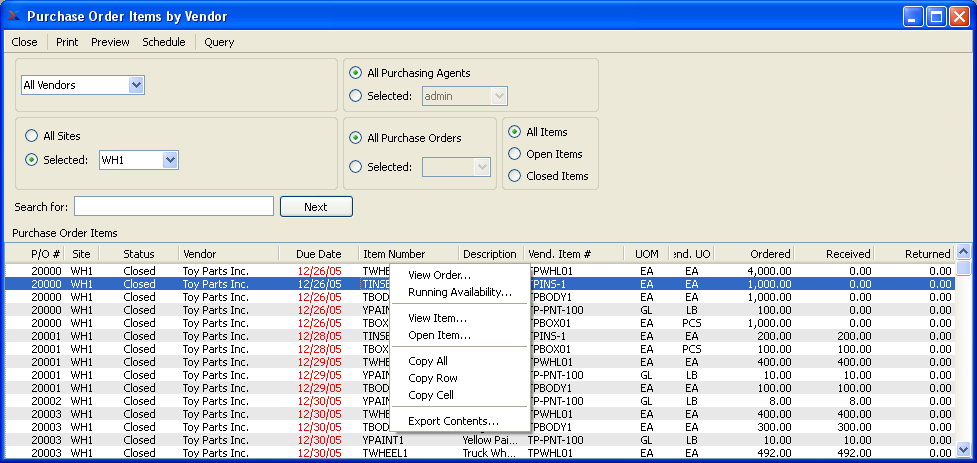 Purchase Order Items by Vendor
Close Print Preview Schedule Query
All Vendors
All Purchasing Agents
Selected: admin
All Sites
Selected: WH1
All Purchase Orders
Selected:
All Items
Open Items
Closed Items
Search for: Next
Purchase Order Items
P/O # Site Status Vendor Due Date Item Number Description Vend. Item # UOM end. UO Ordered Received Returned
20000 WH1 Closed Toy Parts Inc. 12/26/05 TWHE TPWHL01 EA EA 4,000.00 0.00 0.00
20000 WH1 Closed Toy Parts Inc. 12/26/05 TINSE TPINS-1 EA EA 1,000.00 0.00 0.00
20000 WH1 Closed Toy Parts Inc. 12/26/05 TBOD TPBODY1 EA EA 1,000.00 0.00 0.00
20000 WH1 Closed Toy Parts Inc. 12/26/05 YPAIN TP-PNT-100 GL LB 100.00 0.00 0.00
20000 WH1 Closed Toy Parts Inc. 12/26/05 TBOX TPBOX01 EA PCS 1,000.00 0.00 0.00
20001 WH1 Closed Toy Parts Inc. 12/28/05 TINSE TPINS-1 EA EA 200.00 200.00 0.00
20001 WH1 Closed Toy Parts Inc. 12/28/05 TBOX TPBOX01 EA PCS 100.00 100.00 0.00
20001 WH1 Closed Toy Parts Inc. 12/29/05 TWHE TPWHL01 EA EA 400.00 400.00 0.00
20001 WH1 Closed Toy Parts Inc. 12/29/05 YPAIN TP-PNT-100 GL LB 10.00 10.00 0.00
20001 WH1 Closed Toy Parts Inc. 12/29/05 TBOD TPBODY1 EA EA 100.00 100.00 0.00
20002 WH1 Closed Toy Parts Inc. 12/30/05 YPAIN TP-PNT-100 GL LB 8.00 8.00 0.00
20003 WH1 Closed Toy Parts Inc. 12/30/05 TWHE TPWHL01 EA EA 400.00 400.00 0.00
20003 WH1 Closed Toy Parts Inc. 12/30/05 TBOD TPBODY1 EA EA 300.00 300.00 0.00
20003 WH1 Closed Toy Parts Inc. 12/30/05 YPAINT1 Yellow Pai... TP-PNT-100 GL LB 10.00 10.00 0.00
20003 WH1 Closed Toy Parts Inc. 12/30/05 TWHEEL1 Truck Wh... TPWHL01 EA EA 492.00 492.00 0.00
View Order...
Running Availability...
View Item...
Open Item...
Copy All
Copy Row
Copy Cell
Export Contents...